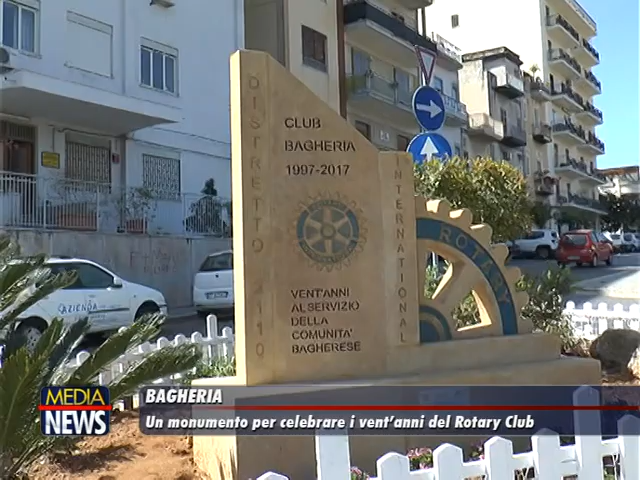 DISTRETTO 2110
CLUB
BAGHERIA
1997-2017
VENT'ANNI
AL SERVIZIO
DELLA
COMUNITA'
BAGHERESE
INTERNATIONAL
ROTARY
AZIENDA
MEDIA
NEWS
BAGHERIA
Un monumento per celebrare i vent'anni del Rotary Club